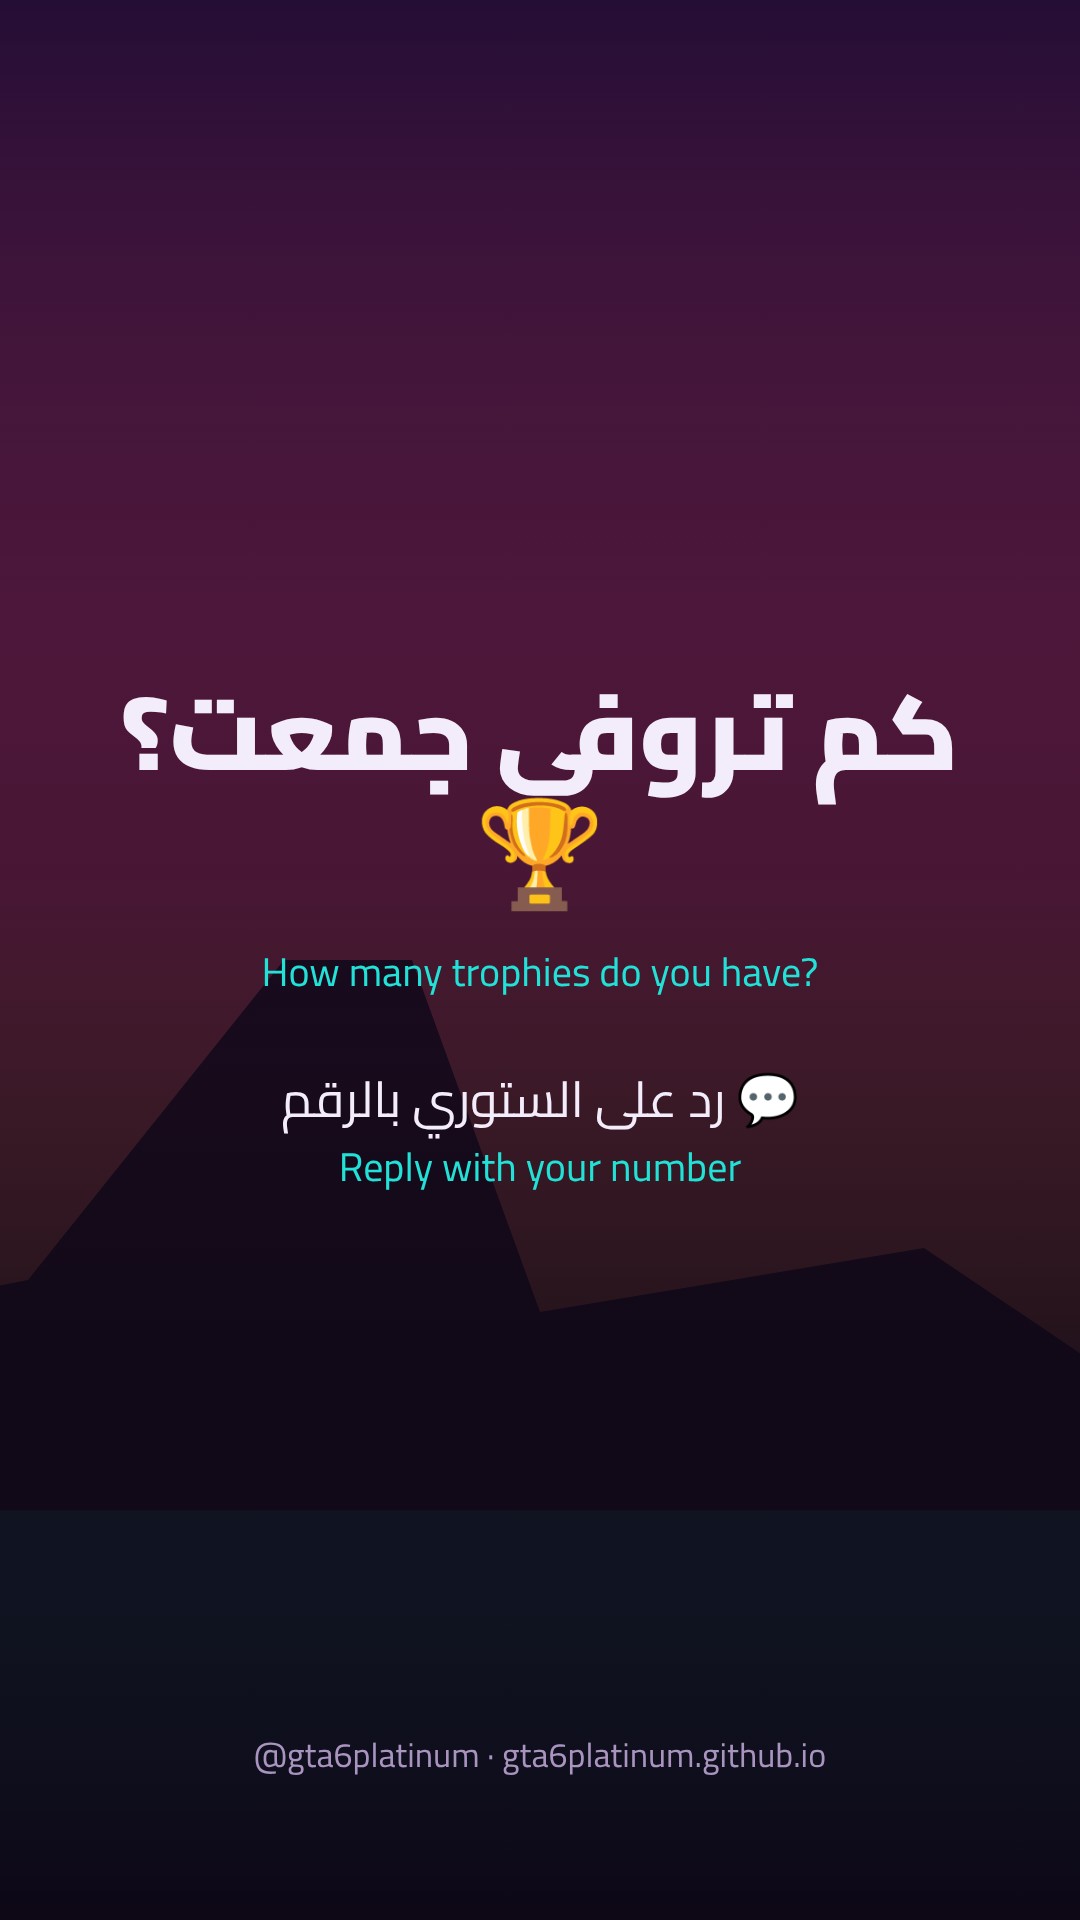 كم تروفي جمعت؟
🏆
How many trophies do you have?
💬 رد على الستوري بالرقم
Reply with your number
@gta6platinum · gta6platinum.github.io